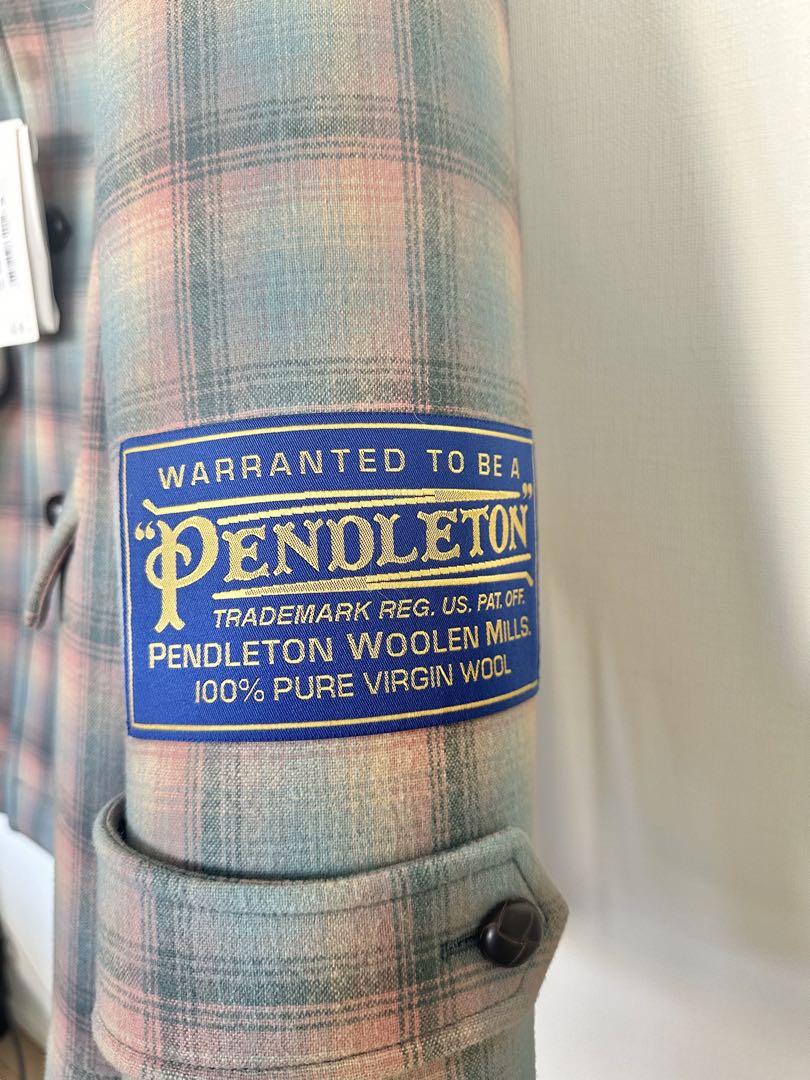 WARRANTED TO BE A
"PENDLETON"
TRADEMARK REG. US. PAT. OFF.
PENDLETON WOOLEN MILLS.
100% PURE VIRGIN WOOL